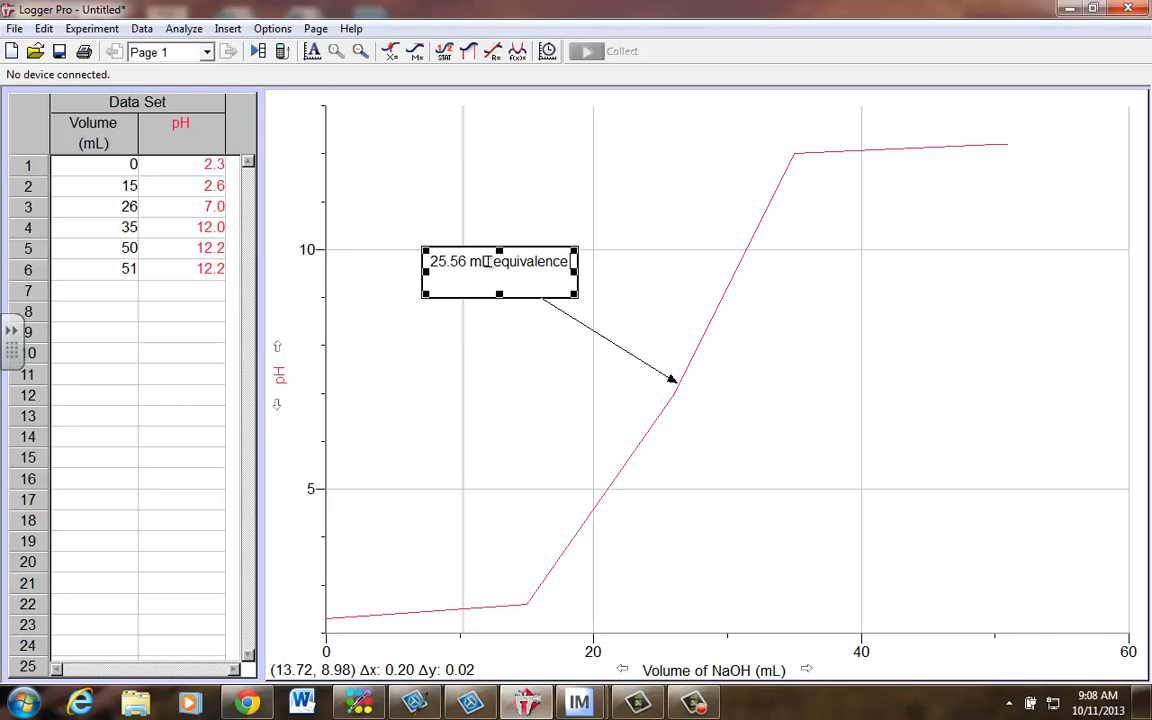 Logger Pro - Untitled*
File Edit Experiment Data Analyze Insert Options Page Help
Page 1
Collect
No device connected.
Data Set
Volume pH
(mL)
1 0 2.3
2 15 2.6
3 26 7.0
4 35 12.0
5 50 12.2
6 51 12.2
7
8
9
10
11
12
13
14
15
16
17
18
19
20
21
22
23
24
25
10
5
pH
25.56 mL equivalence
0 20 40 60
(13.72, 8.98) Δx: 0.20 Δy: 0.02
Volume of NaOH (mL)
IM
9:08 AM
10/11/2013